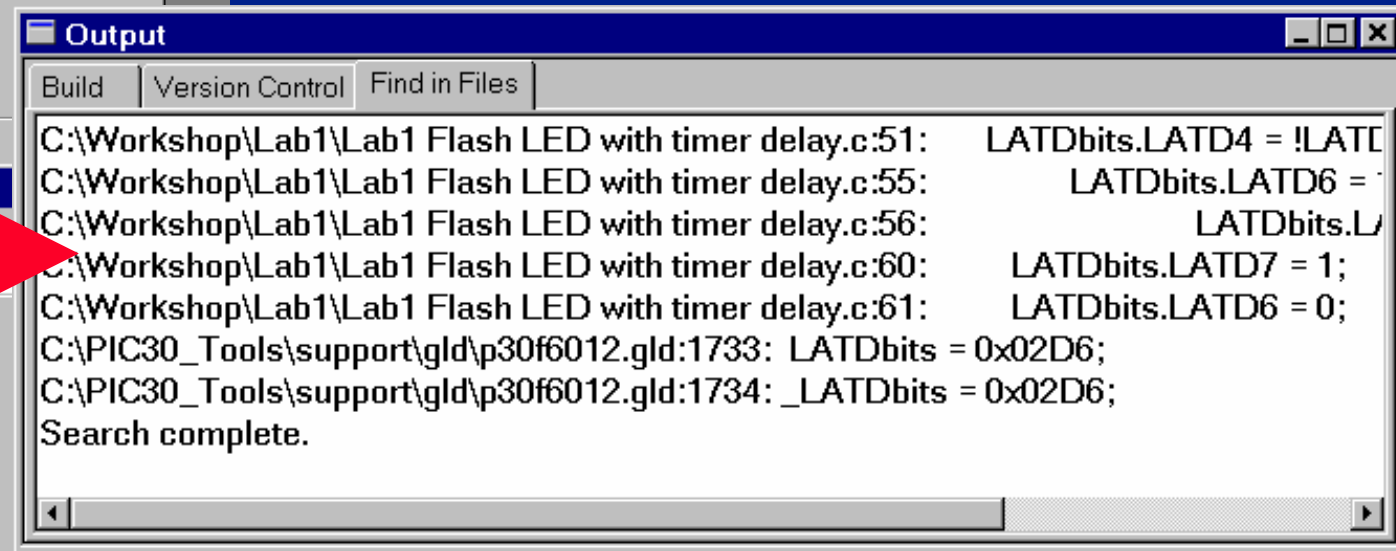 Output
Build Version Control Find in Files
C:\Workshop\Lab1\Lab1 Flash LED with timer delay.c:51: LATDbits.LATD4 = !LATD
C:\Workshop\Lab1\Lab1 Flash LED with timer delay.c:55: LATDbits.LATD6 =
C:\Workshop\Lab1\Lab1 Flash LED with timer delay.c:56: LATDbits.LA
C:\Workshop\Lab1\Lab1 Flash LED with timer delay.c:60: LATDbits.LATD7 = 1;
C:\Workshop\Lab1\Lab1 Flash LED with timer delay.c:61: LATDbits.LATD6 = 0;
C:\PIC30_Tools\support\gld\p30f6012.gld:1733: LATDbits = 0x02D6;
C:\PIC30_Tools\support\gld\p30f6012.gld:1734: _LATDbits = 0x02D6;
Search complete.